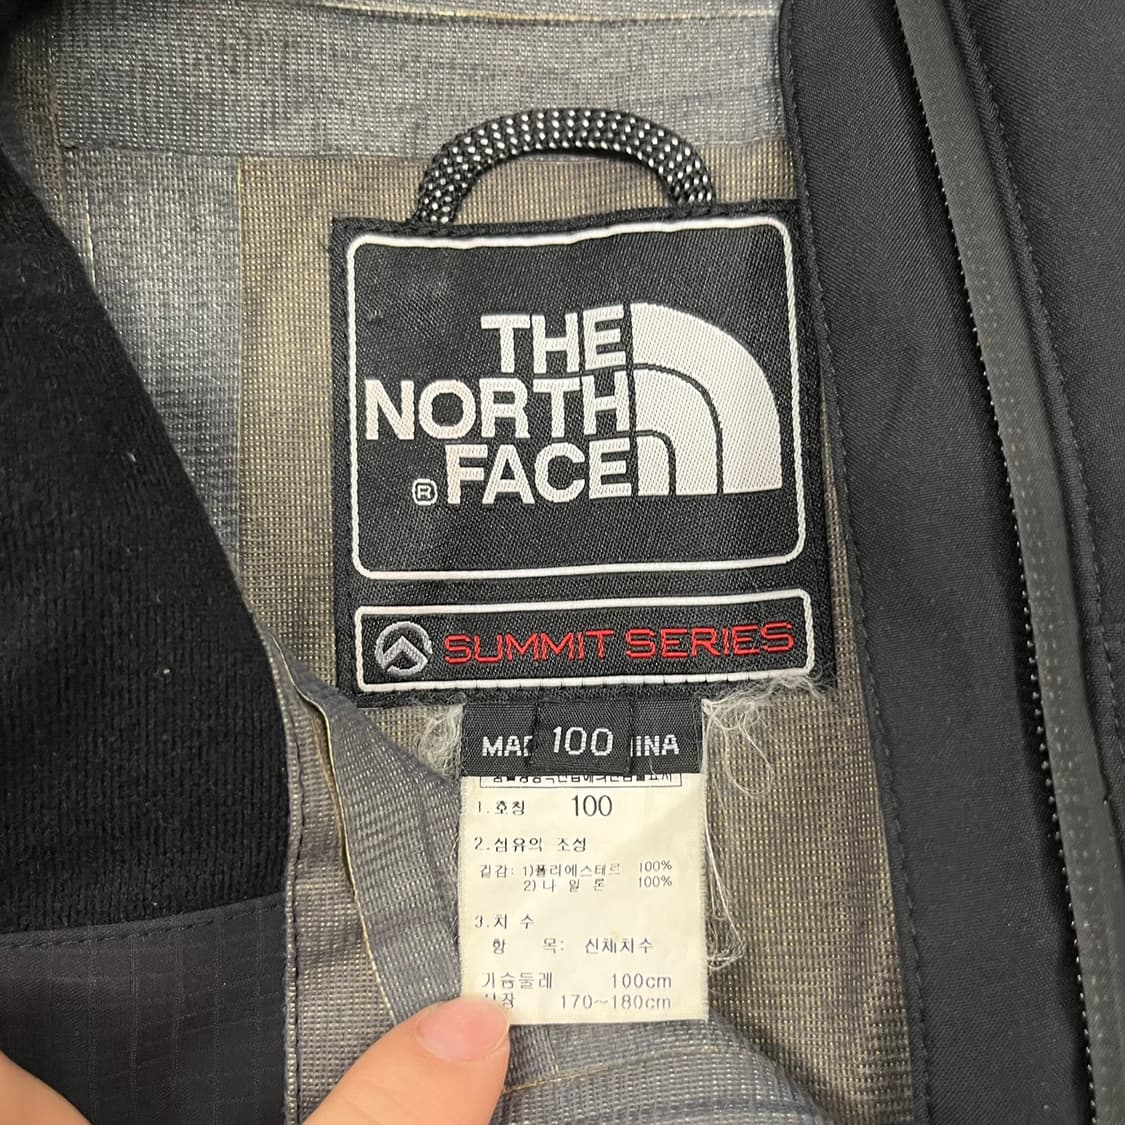 THE
NORTH
FACE
®
SUMMIT SERIES
100
1.호칭 100
2.섬유의 조성
겉감: 1)폴리에스테르 100%
2)나 일 론 100%
3.치 수
항 목: 신체치수
가슴둘레 100cm
170~180cm